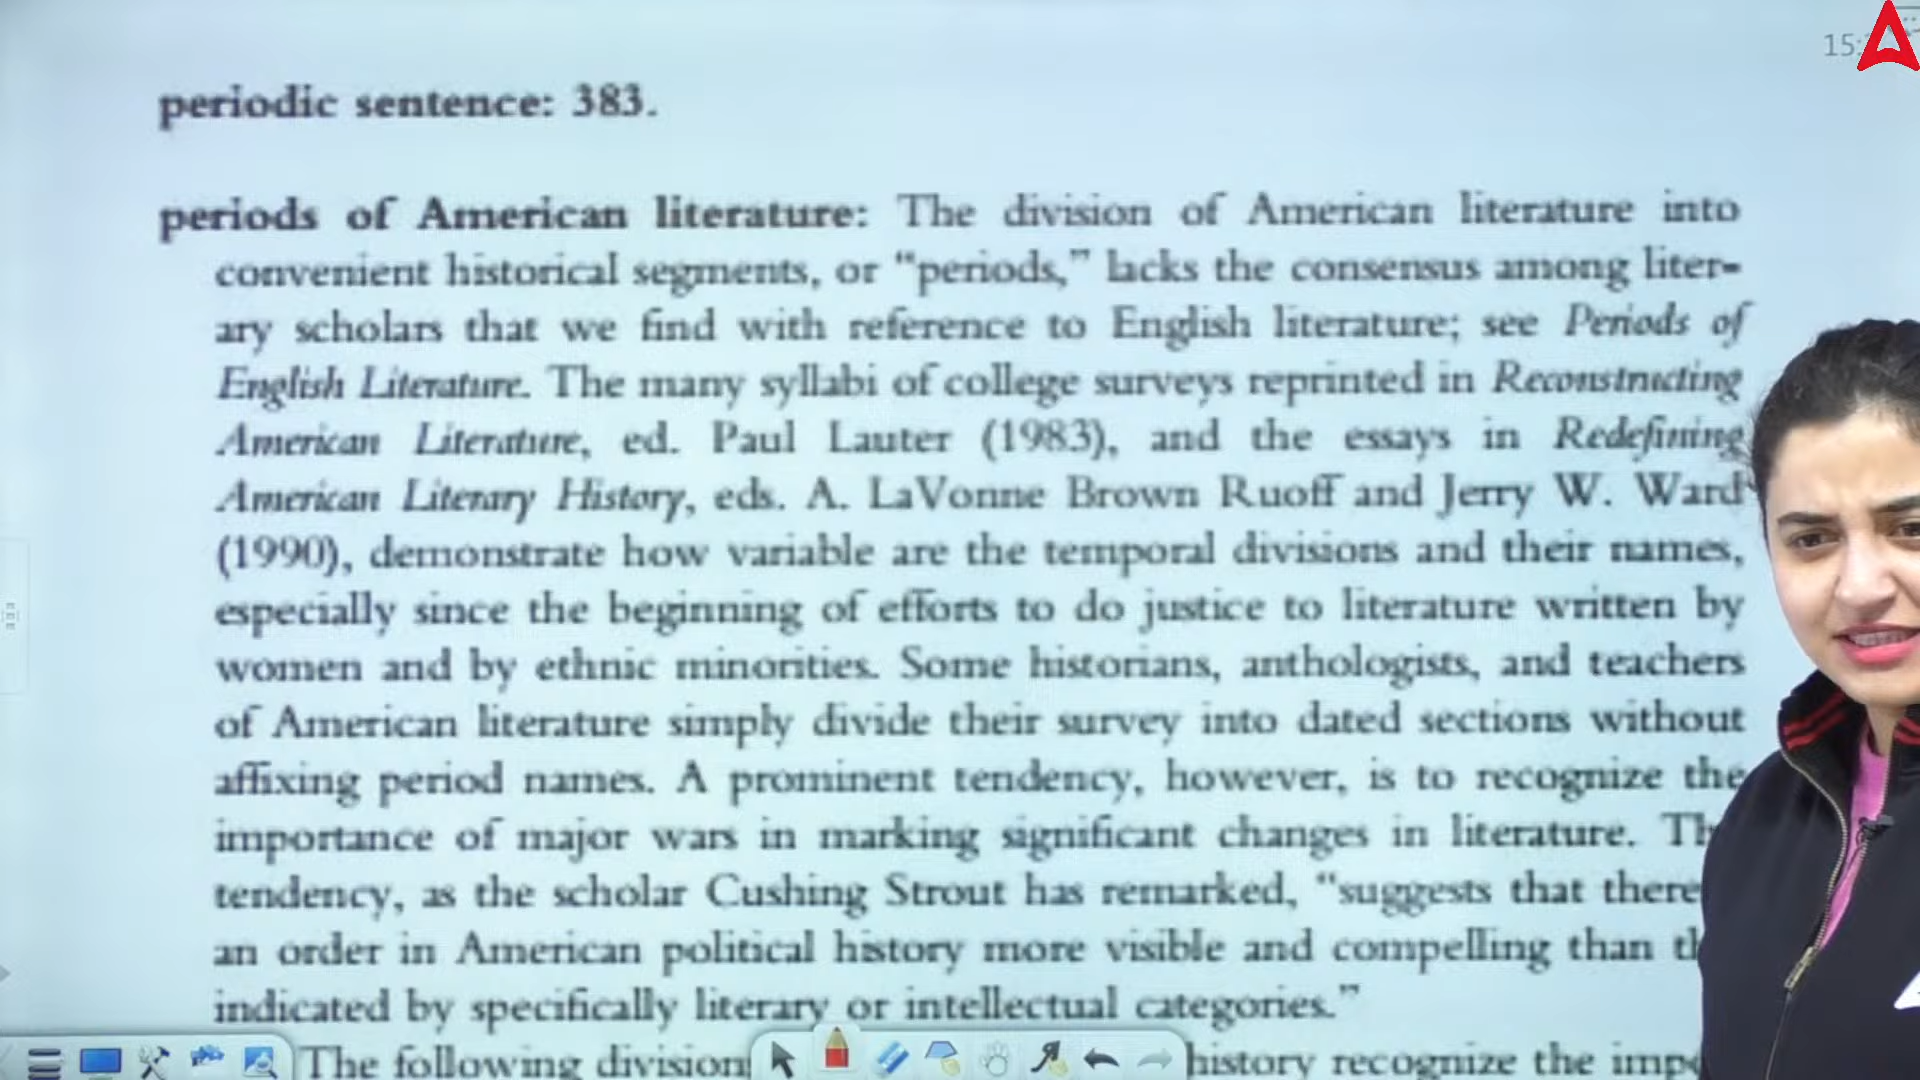 15:
periodic sentence: 383.
periods of American literature: The division of American literature into
convenient historical segments, or “periods,” lacks the consensus among liter-
ary scholars that we find with reference to English literature; see Periods of
English Literature. The many syllabi of college surveys reprinted in Reconstructing
American Literature, ed. Paul Lauter (1983), and the essays in Redefining
American Literary History, eds. A. LaVonne Brown Ruoff and Jerry W. Ward
(1990), demonstrate how variable are the temporal divisions and their names,
especially since the beginning of efforts to do justice to literature written by
women and by ethnic minorities. Some historians, anthologists, and teachers
of American literature simply divide their survey into dated sections without
affixing period names. A prominent tendency, however, is to recognize the
importance of major wars in marking significant changes in literature. Th
tendency, as the scholar Cushing Strout has remarked, “suggests that there
an order in American political history more visible and compelling than th
indicated by specifically literary or intellectual categories.”
The following division history recognize the imp